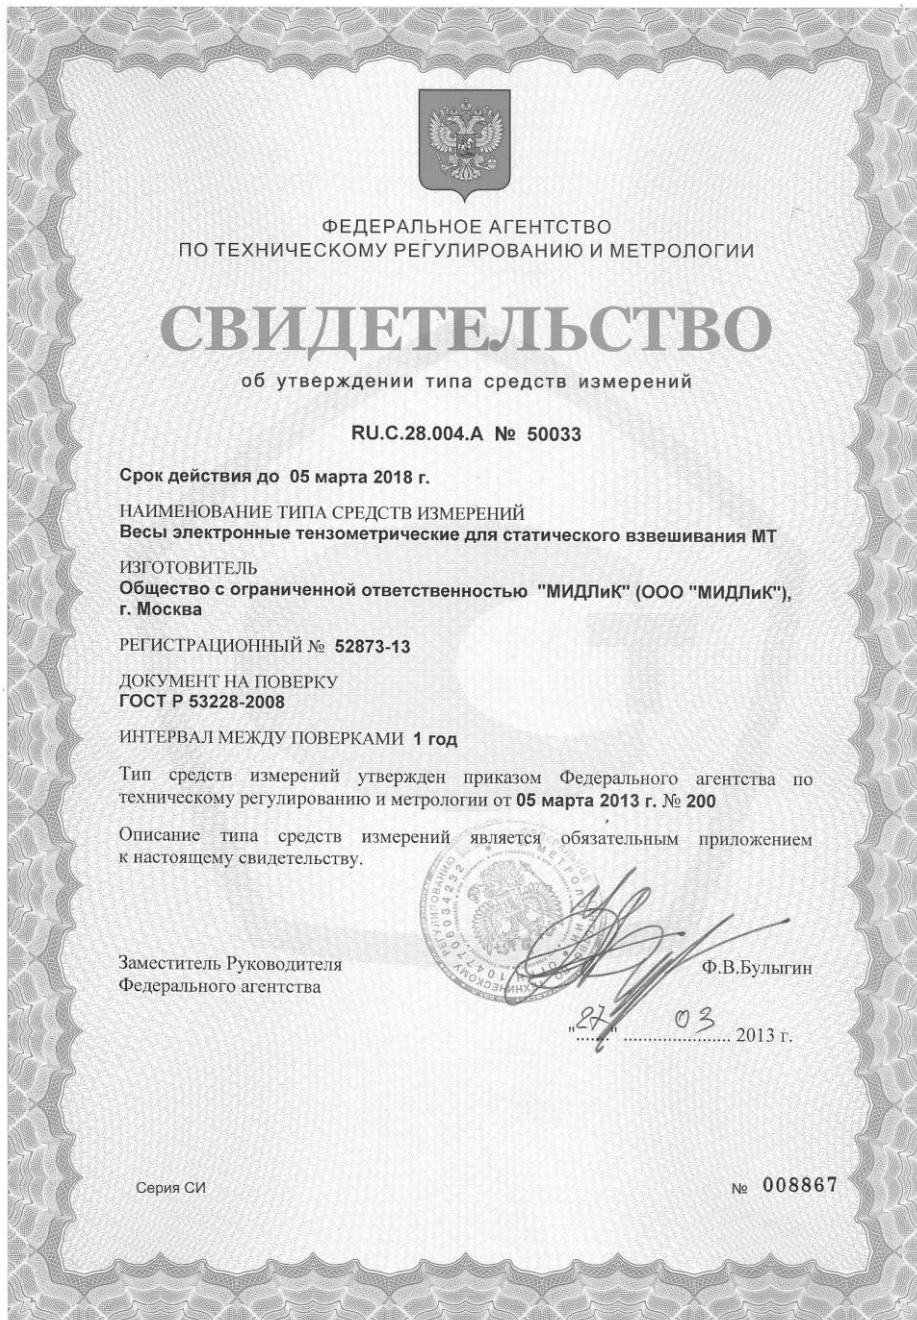 ФЕДЕРАЛЬНОЕ АГЕНТСТВО
ПО ТЕХНИЧЕСКОМУ РЕГУЛИРОВАНИЮ И МЕТРОЛОГИИ
СВИДЕТЕЛЬСТВО
об утверждении типа средств измерений
RU.C.28.004.A № 50033
Срок действия до 05 марта 2018 г.
НАИМЕНОВАНИЕ ТИПА СРЕДСТВ ИЗМЕРЕНИЙ
Весы электронные тензометрические для статического взвешивания МТ
ИЗГОТОВИТЕЛЬ
Общество с ограниченной ответственностью "МИДЛиК" (ООО "МИДЛиК"),
г. Москва
РЕГИСТРАЦИОННЫЙ № 52873-13
ДОКУМЕНТ НА ПОВЕРКУ
ГОСТ Р 53228-2008
ИНТЕРВАЛ МЕЖДУ ПОВЕРКАМИ 1 год
Тип средств измерений утвержден приказом Федерального агентства по
техническому регулированию и метрологии от 05 марта 2013 г. № 200
Описание типа средств измерений является обязательным приложением
к настоящему свидетельству.
Заместитель Руководителя
Федерального агентства
Ф.В.Булыгин
"27" 03 2013 г.
Серия СИ
№ 008867